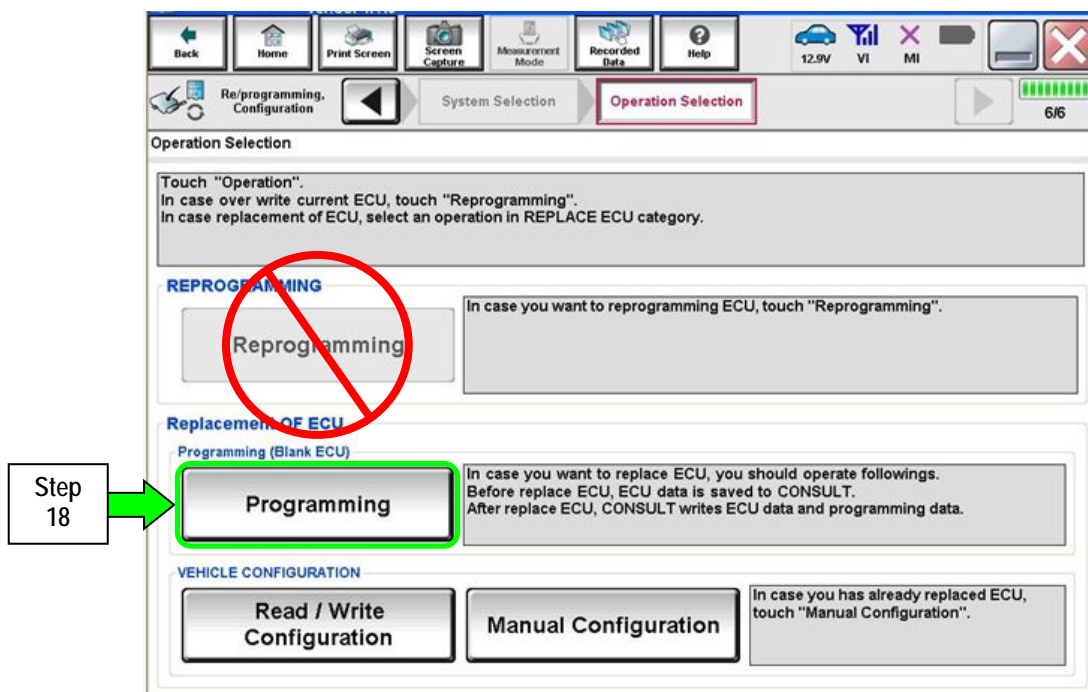 Back
Home
Print Screen
Screen Capture
Measurement Mode
Recorded Data
Help
12.9V
VI
MI
Re/programming, Configuration
System Selection
Operation Selection
6/6
Operation Selection
Touch "Operation".
In case over write current ECU, touch "Reprogramming".
In case replacement of ECU, select an operation in REPLACE ECU category.
REPROGRAMMING
Reprogramming
In case you want to reprogramming ECU, touch "Reprogramming".
Replacement OF ECU
Programming (Blank ECU)
Step
18
Programming
In case you want to replace ECU, you should operate followings.
Before replace ECU, ECU data is saved to CONSULT.
After replace ECU, CONSULT writes ECU data and programming data.
VEHICLE CONFIGURATION
Read / Write
Configuration
Manual Configuration
In case you has already replaced ECU,
touch "Manual Configuration".